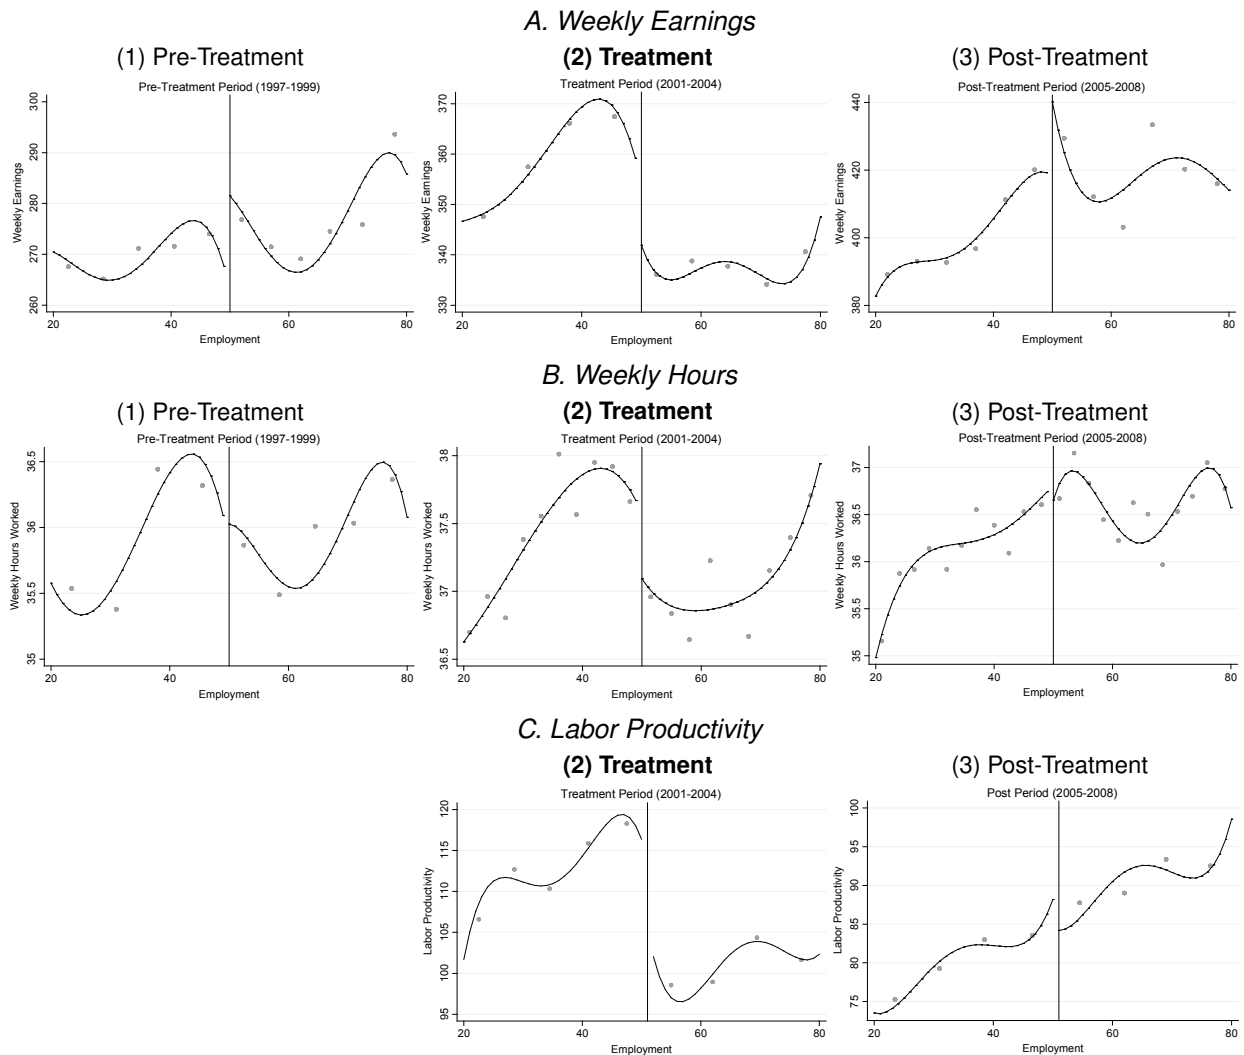 A. Weekly Earnings
(1) Pre-Treatment
(2) Treatment
(3) Post-Treatment
Pre-Treatment Period (1997-1999)
Weekly Earnings
300
290
280
270
260
20 40 60 80
Employment
Treatment Period (2001-2004)
Weekly Earnings
370
360
350
340
330
20 40 60 80
Employment
Post-Treatment Period (2005-2008)
Weekly Earnings
440
420
400
380
20 40 60 80
Employment
B. Weekly Hours
(1) Pre-Treatment
(2) Treatment
(3) Post-Treatment
Pre-Treatment Period (1997-1999)
Weekly Hours Worked
36.5
36
35.5
35
20 40 60 80
Employment
Treatment Period (2001-2004)
Weekly Hours Worked
38
37.5
37
36.5
20 40 60 80
Employment
Post-Treatment Period (2005-2008)
Weekly Hours Worked
37
36.5
36
35.5
35
20 40 60 80
Employment
C. Labor Productivity
(2) Treatment
(3) Post-Treatment
Treatment Period (2001-2004)
Labor Productivity
120
115
110
105
100
95
20 40 60 80
Employment
Post Period (2005-2008)
Labor Productivity
100
95
90
85
80
75
20 40 60 80
Employment